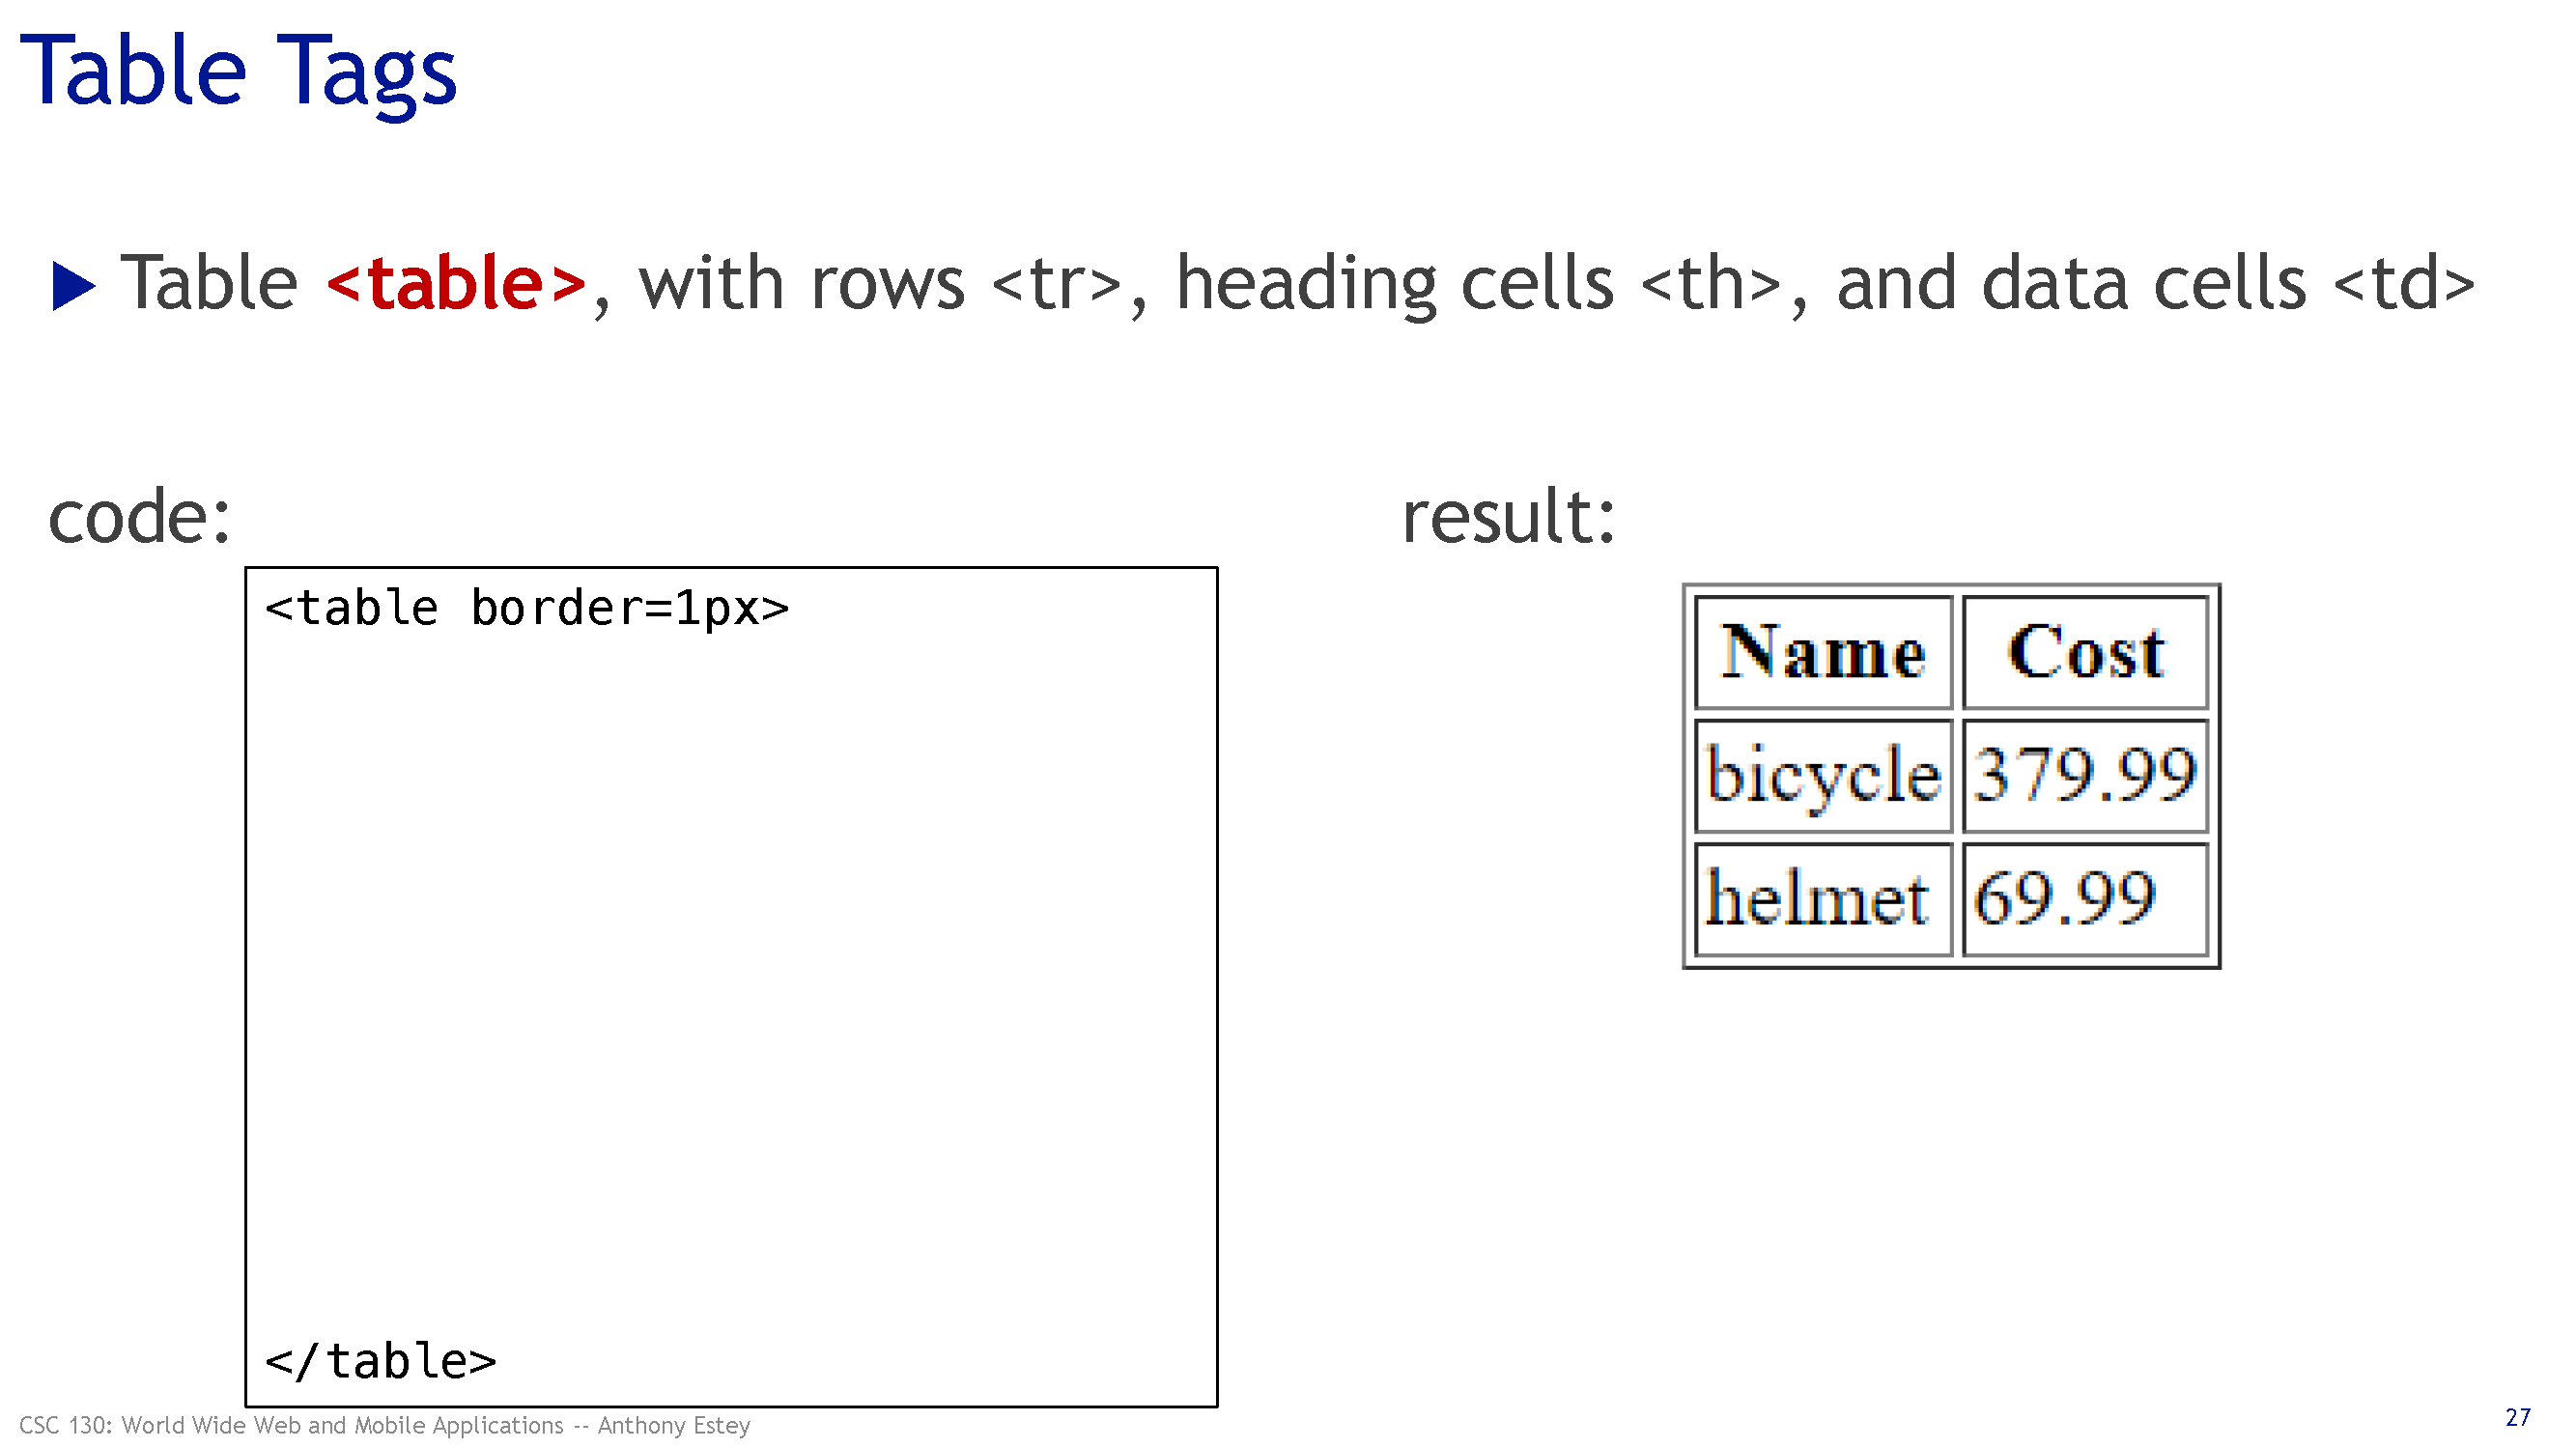 Table Tags
▶ Table <table>, with rows <tr>, heading cells <th>, and data cells <td>
code:
result:
<table border=1px>
</table>
Name Cost
bicycle 379.99
helmet 69.99
CSC 130: World Wide Web and Mobile Applications -- Anthony Estey
27